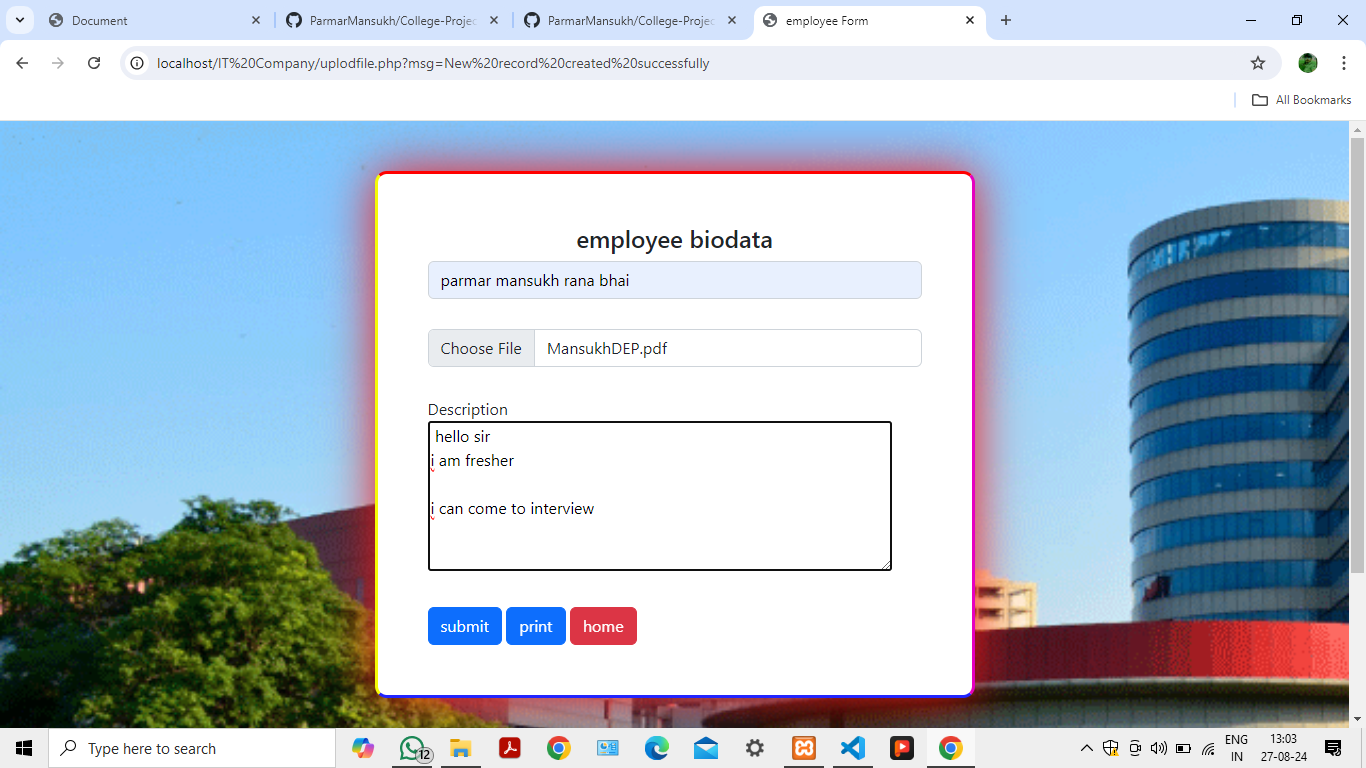 Document
ParmarMansukh/College-Projec
ParmarMansukh/College-Projec
employee Form
localhost/IT%20Company/uplodfile.php?msg=New%20record%20created%20successfully
All Bookmarks
employee biodata
parmar mansukh rana bhai
Choose File MansukhDEP.pdf
Description
hello sir
i am fresher
i can come to interview
submit print home
Type here to search
12
ENG
IN
13:03
27-08-24